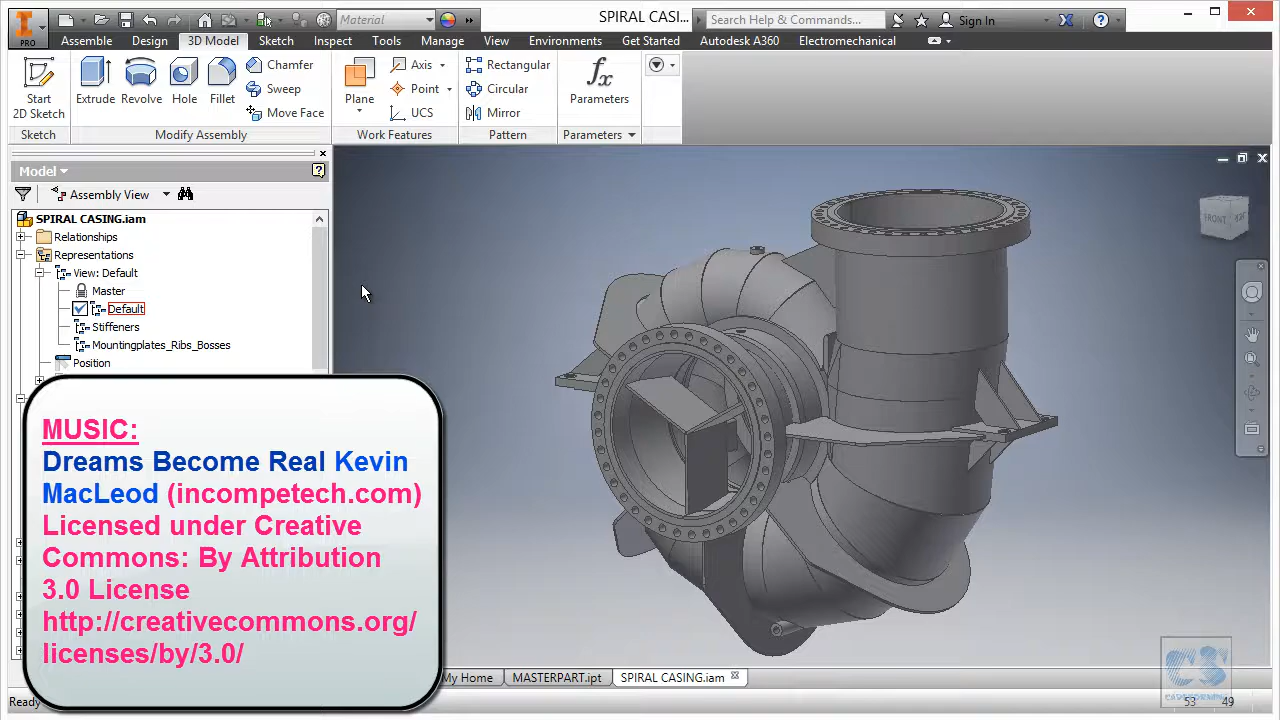 PRO
Material
SPIRAL CASI...
Search Help & Commands...
Sign In
Assemble
Design
3D Model
Sketch
Inspect
Tools
Manage
View
Environments
Get Started
Autodesk A360
Electromechanical
Start
2D Sketch
Extrude
Revolve
Hole
Fillet
Chamfer
Sweep
Move Face
Plane
Axis
Point
UCS
Rectangular
Circular
Mirror
fx
Parameters
Sketch
Modify Assembly
Work Features
Pattern
Parameters
Model
Assembly View
SPIRAL CASING.iam
Relationships
Representations
View: Default
Master
Default
Stiffeners
Mountingplates_Ribs_Bosses
Position
FRONT
MUSIC:
Dreams Become Real Kevin
MacLeod (incompetech.com)
Licensed under Creative
Commons: By Attribution
3.0 License
http://creativecommons.org/
licenses/by/3.0/
My Home
MASTERPART.ipt
SPIRAL CASING.iam
Ready
CS
53
49